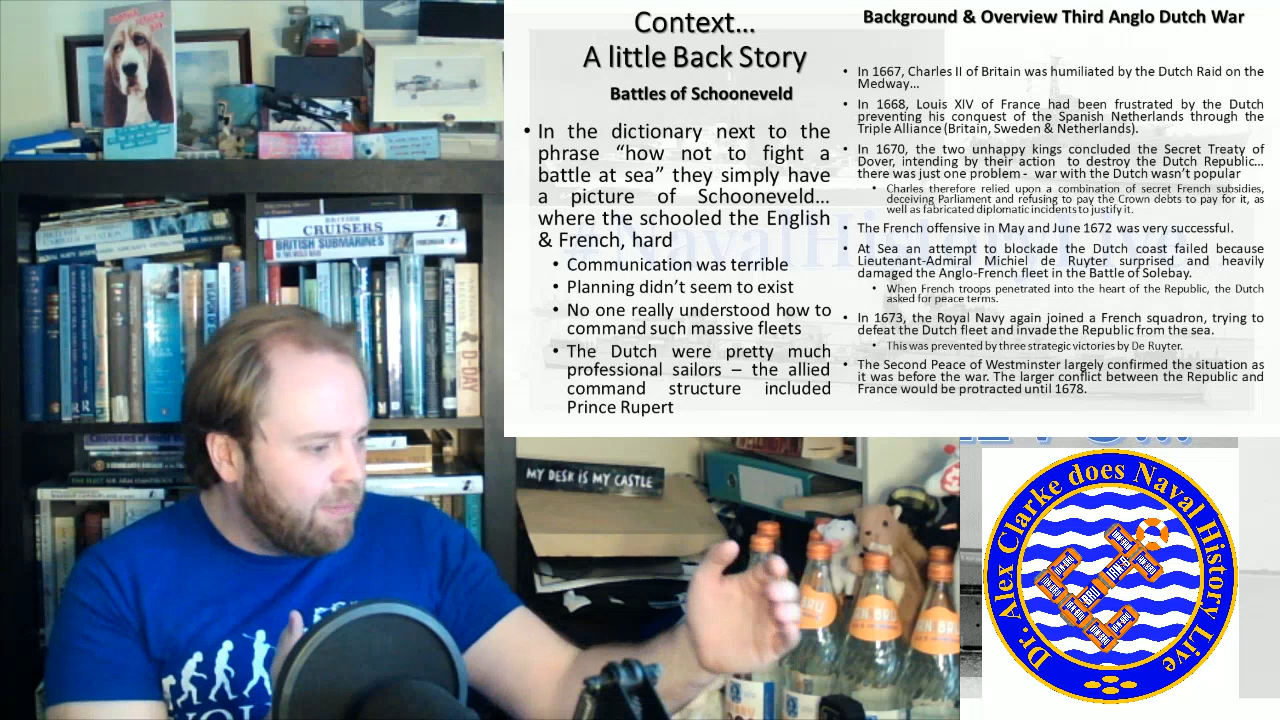 Context…
A little Back Story
Battles of Schooneveld
• In the dictionary next to the
phrase “how not to fight a
battle at sea” they simply have
a picture of Schooneveld…
where the schooled the English
& French, hard
• Communication was terrible
• Planning didn’t seem to exist
• No one really understood how to
command such massive fleets
• The Dutch were pretty much
professional sailors – the allied
command structure included
Prince Rupert
Background & Overview Third Anglo Dutch War
• In 1667, Charles II of Britain was humiliated by the Dutch Raid on the
Medway…
• In 1668, Louis XIV of France had been frustrated by the Dutch
preventing his conquest of the Spanish Netherlands through the
Triple Alliance (Britain, Sweden & Netherlands).
• In 1670, the two unhappy kings concluded the Secret Treaty of
Dover, intending by their action to destroy the Dutch Republic…
there was just one problem - war with the Dutch wasn’t popular
• Charles therefore relied upon a combination of secret French subsidies,
deceiving Parliament and refusing to pay the Crown debts to pay for it, as
well as fabricated diplomatic incidents to justify it.
• The French offensive in May and June 1672 was very successful.
• At Sea an attempt to blockade the Dutch coast failed because
Lieutenant-Admiral Michiel de Ruyter surprised and heavily
damaged the Anglo-French fleet in the Battle of Solebay.
• When French troops penetrated into the heart of the Republic, the Dutch
asked for peace terms.
• In 1673, the Royal Navy again joined a French squadron, trying to
defeat the Dutch fleet and invade the Republic from the sea.
• This was prevented by three strategic victories by De Ruyter.
• The Second Peace of Westminster largely confirmed the situation as
it was before the war. The larger conflict between the Republic and
France would be protracted until 1678.
BRITISH
CRUISERS
BRITISH SUBMARINES
D-DAY
MY DESK IS MY CASTLE
Dr. Alex Clarke does Naval History Live